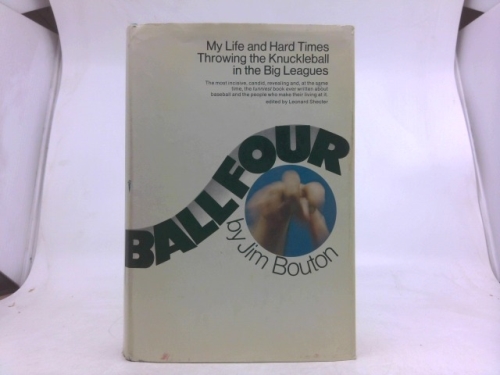 My Life and Hard Times
Throwing the Knuckleball
in the Big Leagues
The most incisive, candid, revealing and, at the same
time, the funniest book ever written about
baseball and the people who make their living at it.
edited by Leonard Shecter
BALL FOUR
by Jim Bouton